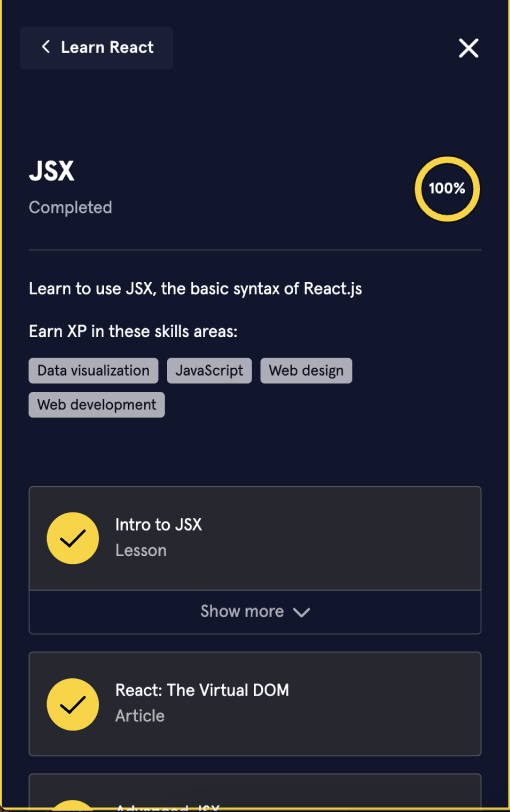 Learn React
JSX
Completed
100%
Learn to use JSX, the basic syntax of React.js
Earn XP in these skills areas:
Data visualization JavaScript Web design
Web development
Intro to JSX
Lesson
Show more
React: The Virtual DOM
Article
Advanced JSX